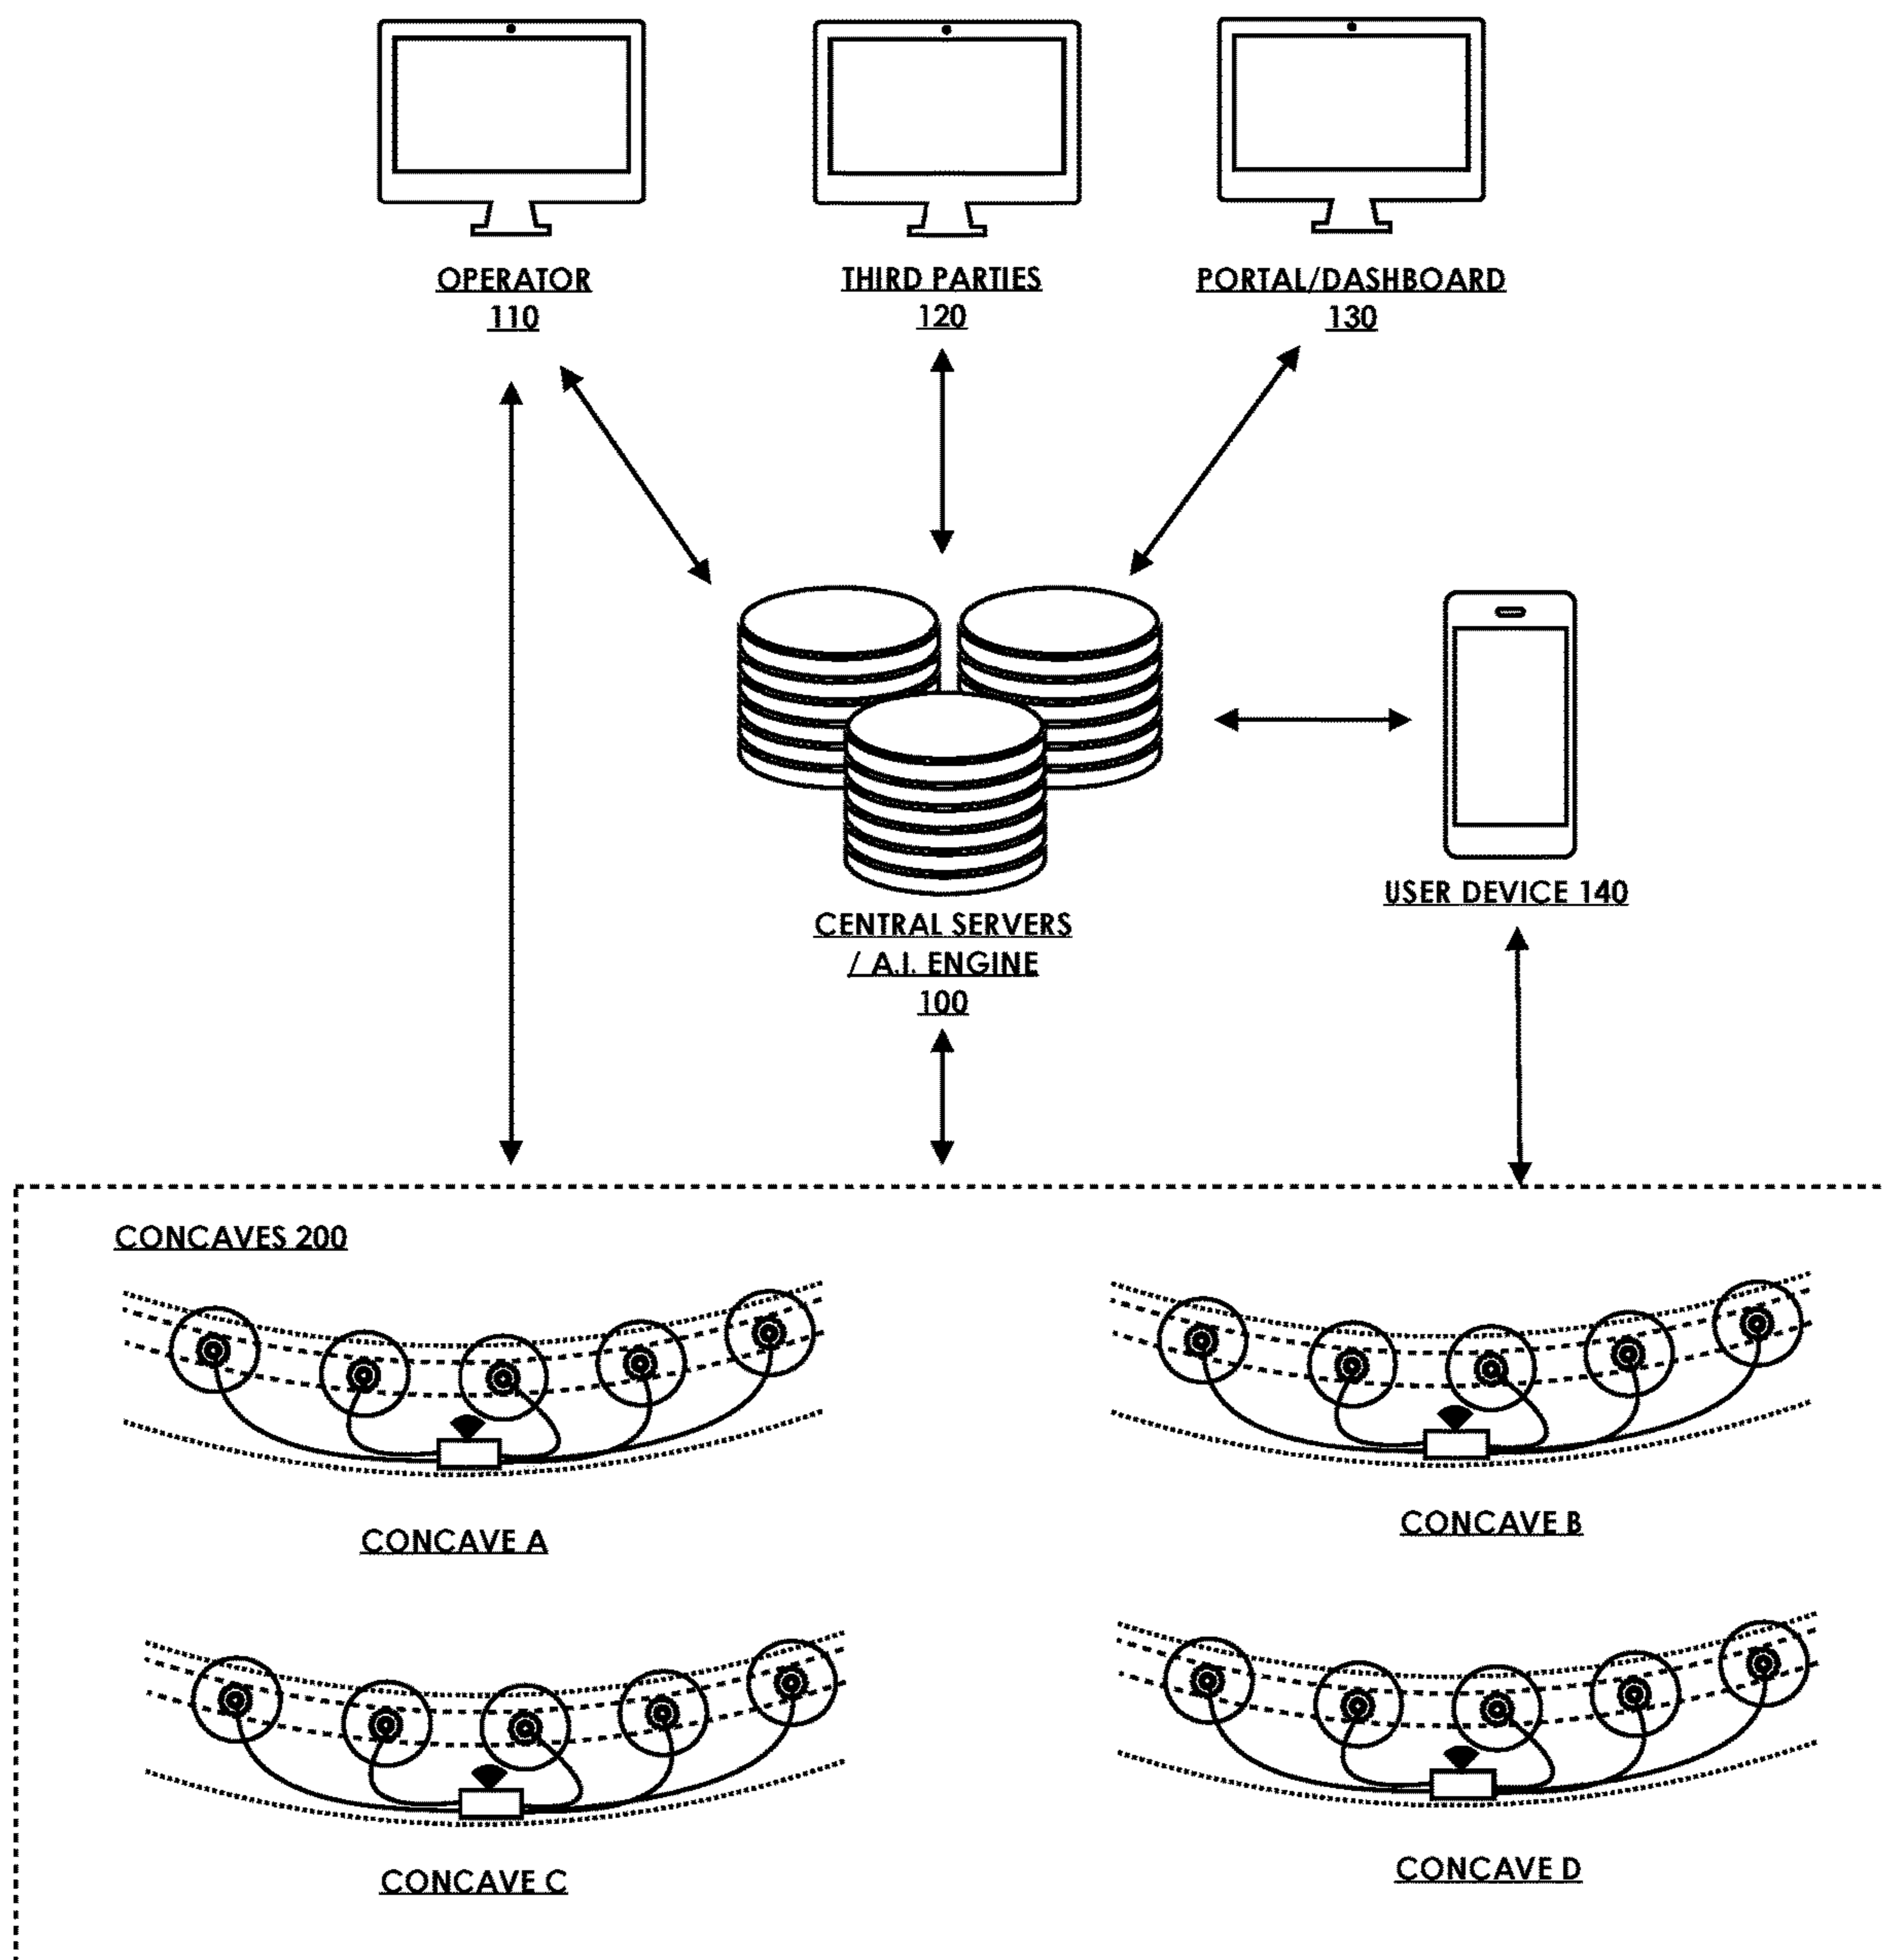 OPERATOR
110
THIRD PARTIES
120
PORTAL/DASHBOARD
130
USER DEVICE 140
CENTRAL SERVERS
/ A.I. ENGINE
100
CONCAVES 200
CONCAVE A
CONCAVE B
CONCAVE C
CONCAVE D